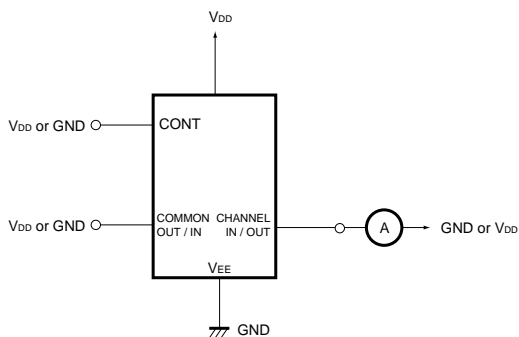 VDD
VDD or GND
CONT
VDD or GND
COMMON
OUT / IN
CHANNEL
IN / OUT
A
GND or VDD
VEE
GND